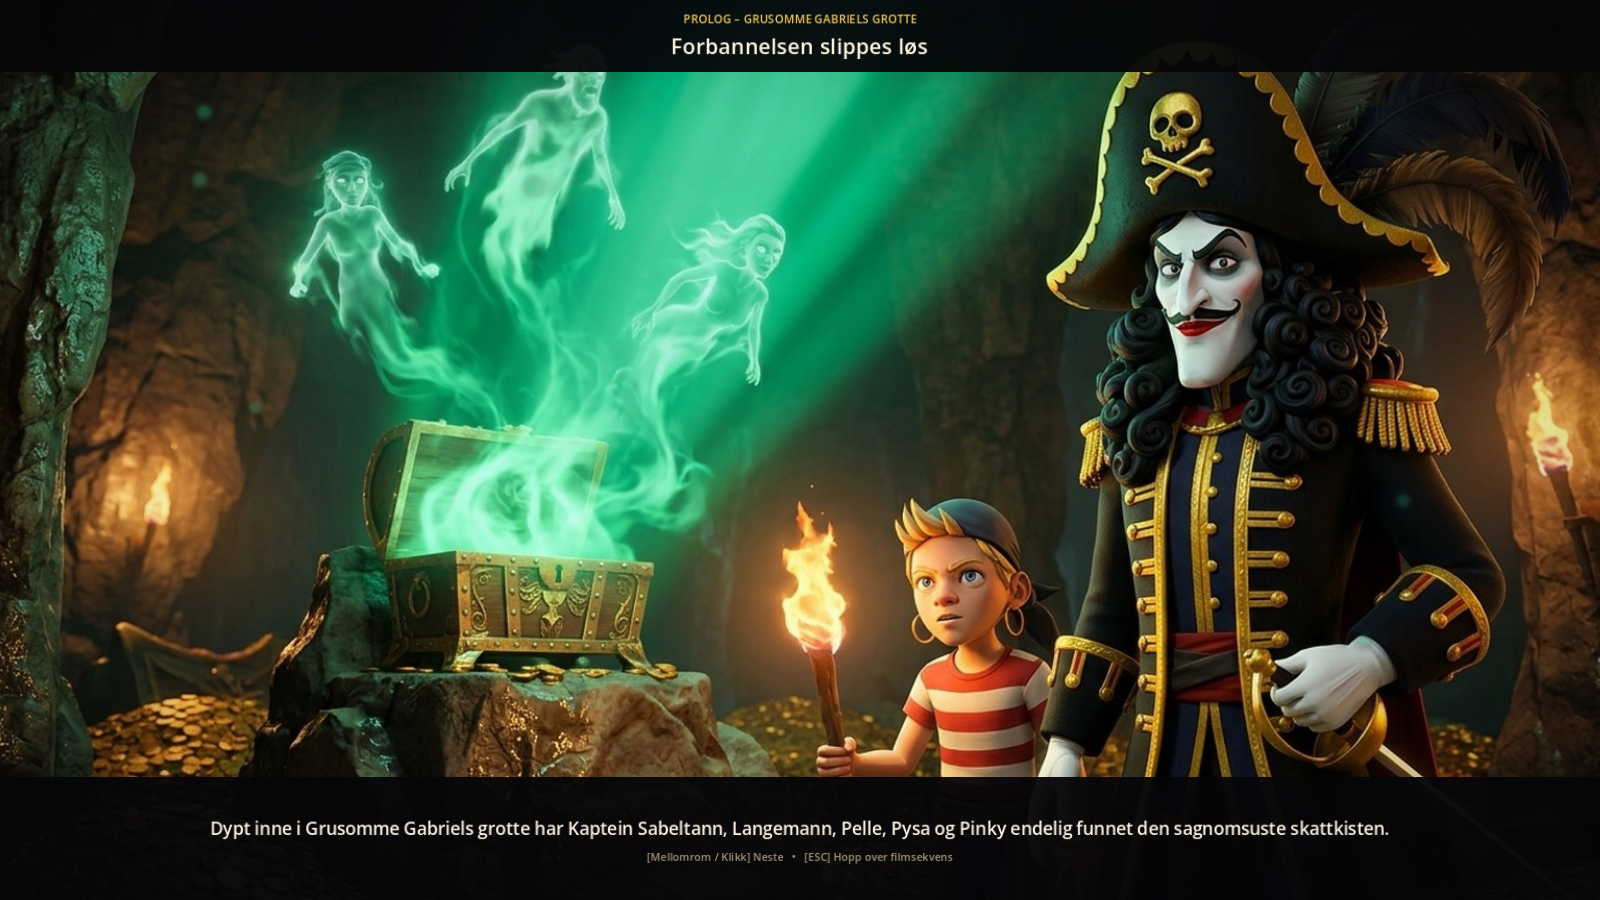 PROLOG – GRUSOMME GABRIELS GROTTE
Forbannelsen slippes løs
Dypt inne i Grusomme Gabriels grotte har Kaptein Sabeltann, Langemann, Pelle, Pysa og Pinky endelig funnet den sagnomsuste skattkisten.
[Mellomrom / Klikk] Neste • [ESC] Hopp over filmsekvens